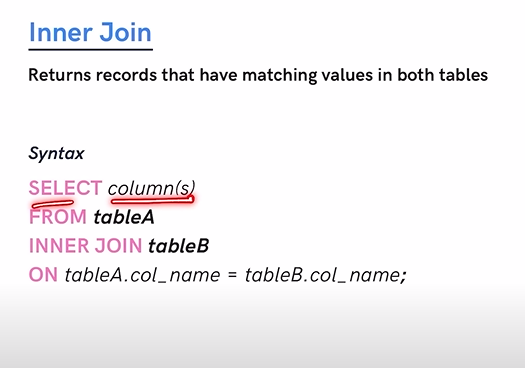 Inner Join
Returns records that have matching values in both tables
Syntax
SELECT column(s)
FROM tableA
INNER JOIN tableB
ON tableA.col_name = tableB.col_name;